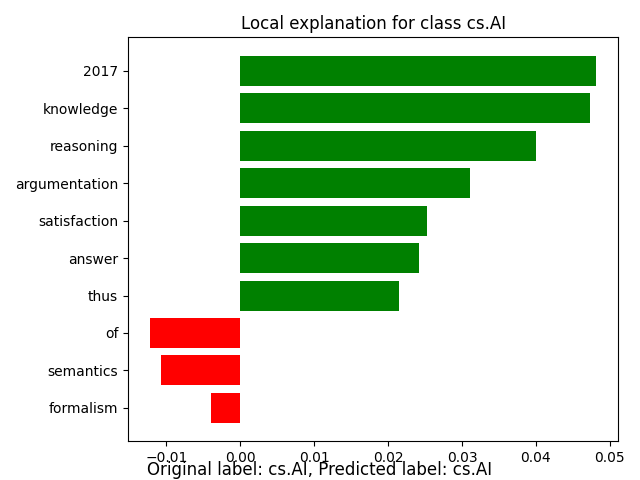 Local explanation for class cs.AI
2017
knowledge
reasoning
argumentation
satisfaction
answer
thus
of
semantics
formalism
−0.01 0.00 0.01 0.02 0.03 0.04 0.05
Original label: cs.AI, Predicted label: cs.AI